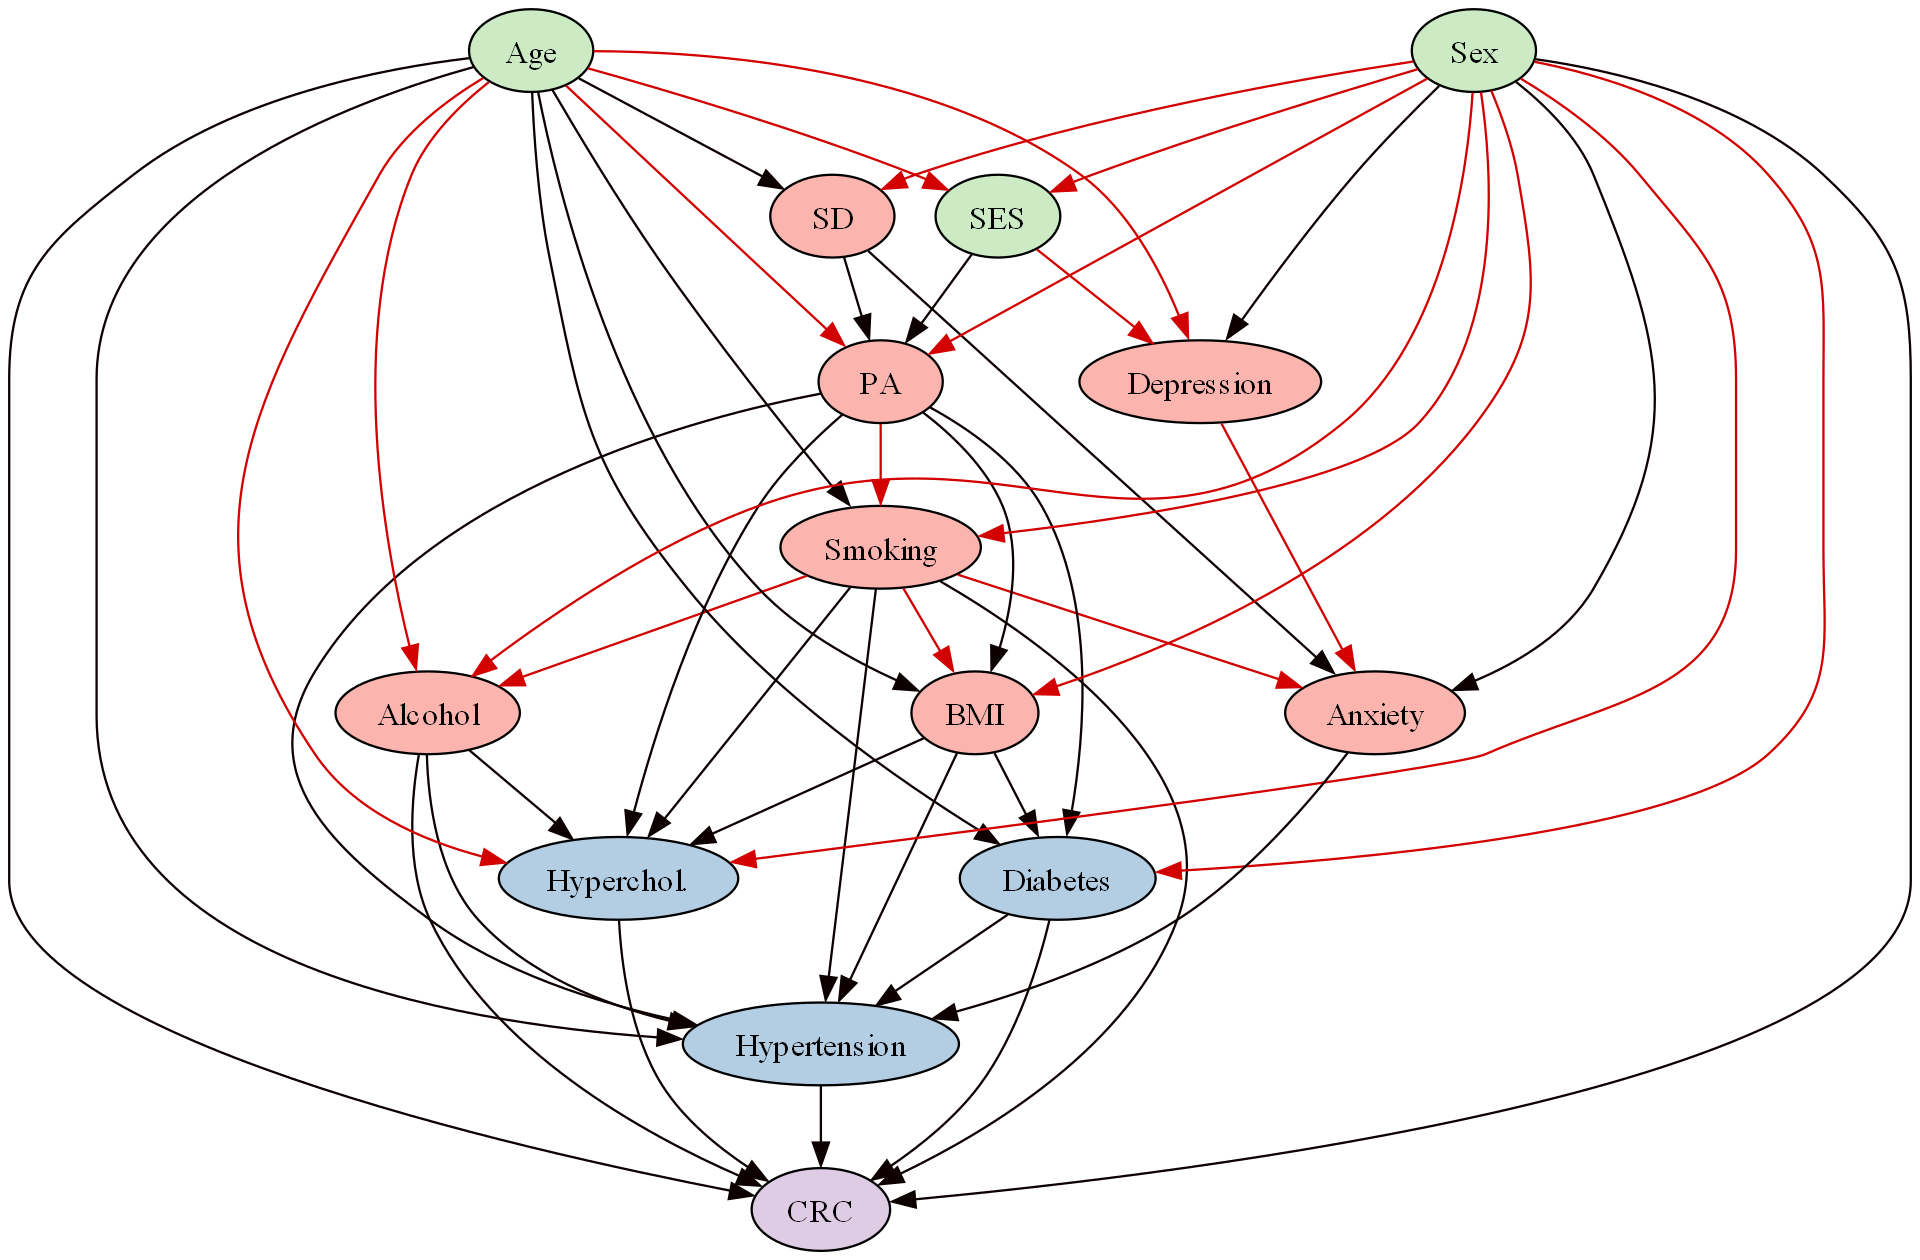 Age
Sex
SD
SES
PA
Depression
Smoking
Alcohol
BMI
Anxiety
Hyperchol.
Diabetes
Hypertension
CRC